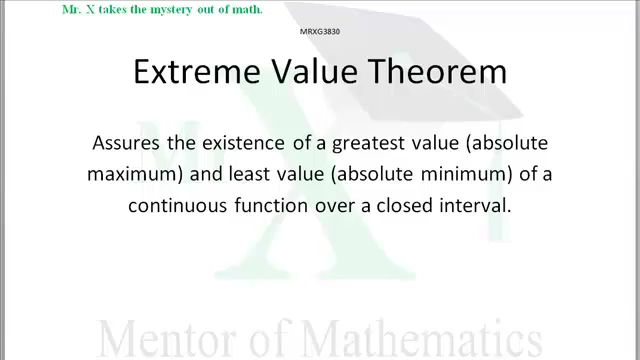 Mr. X takes the mystery out of math.
MRXG3830
Extreme Value Theorem
Assures the existence of a greatest value (absolute
maximum) and least value (absolute minimum) of a
continuous function over a closed interval.
Mr.
X
Mentor of Mathematics